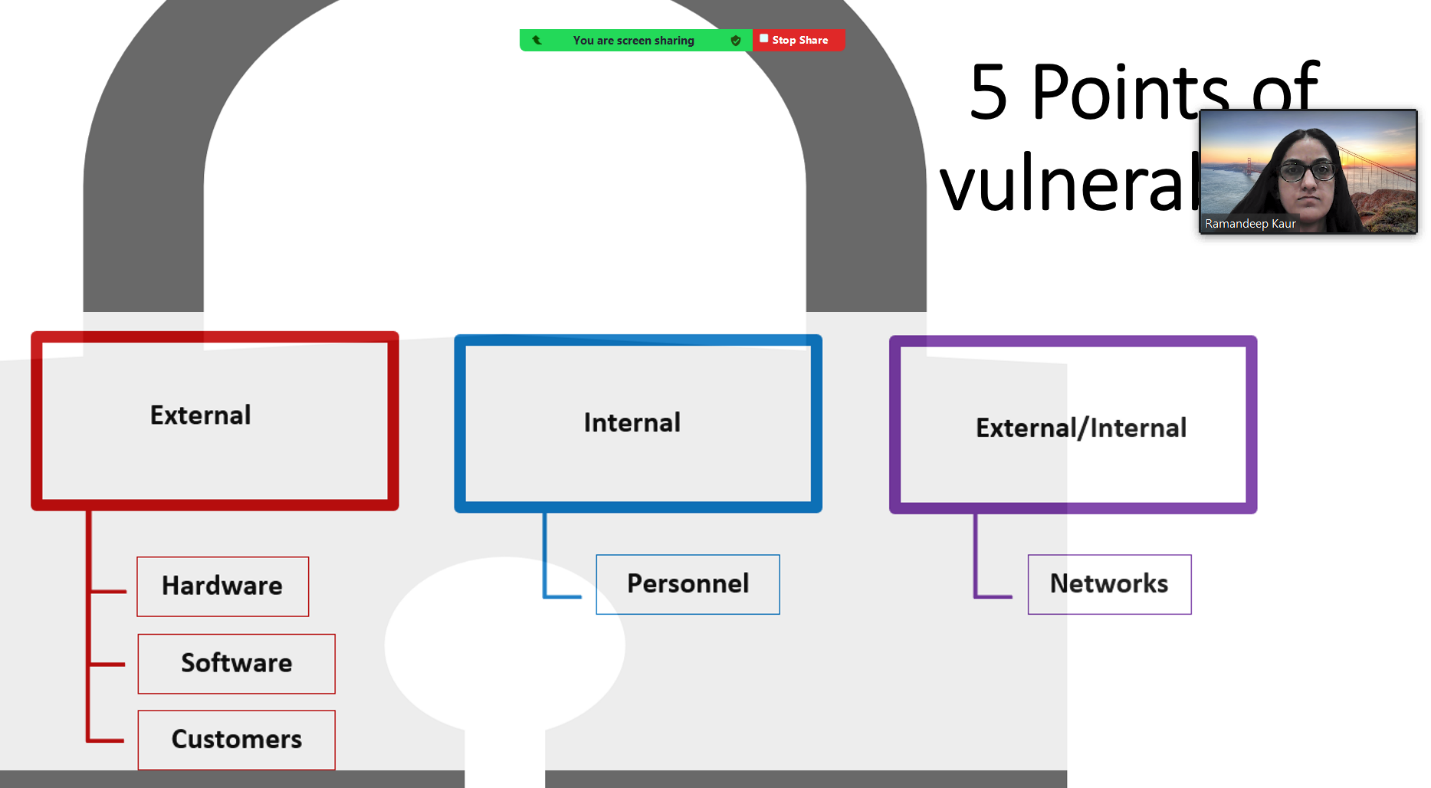 You are screen sharing
Stop Share
5 Points of
Ramandeep Kaur
External
Internal
External/Internal
Hardware
Personnel
Networks
Software
Customers